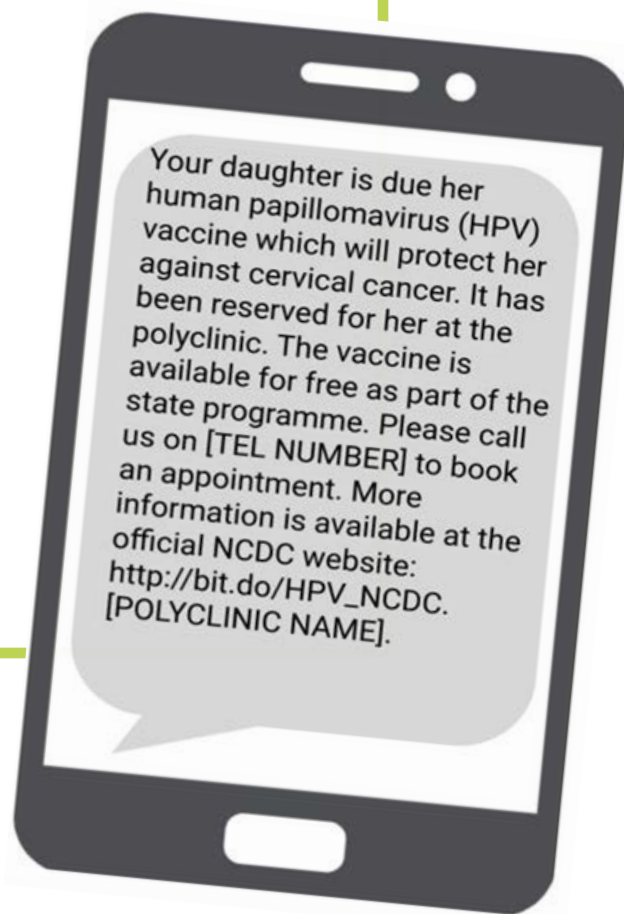 Your daughter is due her
human papillomavirus (HPV)
vaccine which will protect her
against cervical cancer. It has
been reserved for her at the
polyclinic. The vaccine is
available for free as part of the
state programme. Please call
us on [TEL NUMBER] to book
an appointment. More
information is available at the
official NCDC website:
http://bit.do/HPV_NCDC.
[POLYCLINIC NAME].